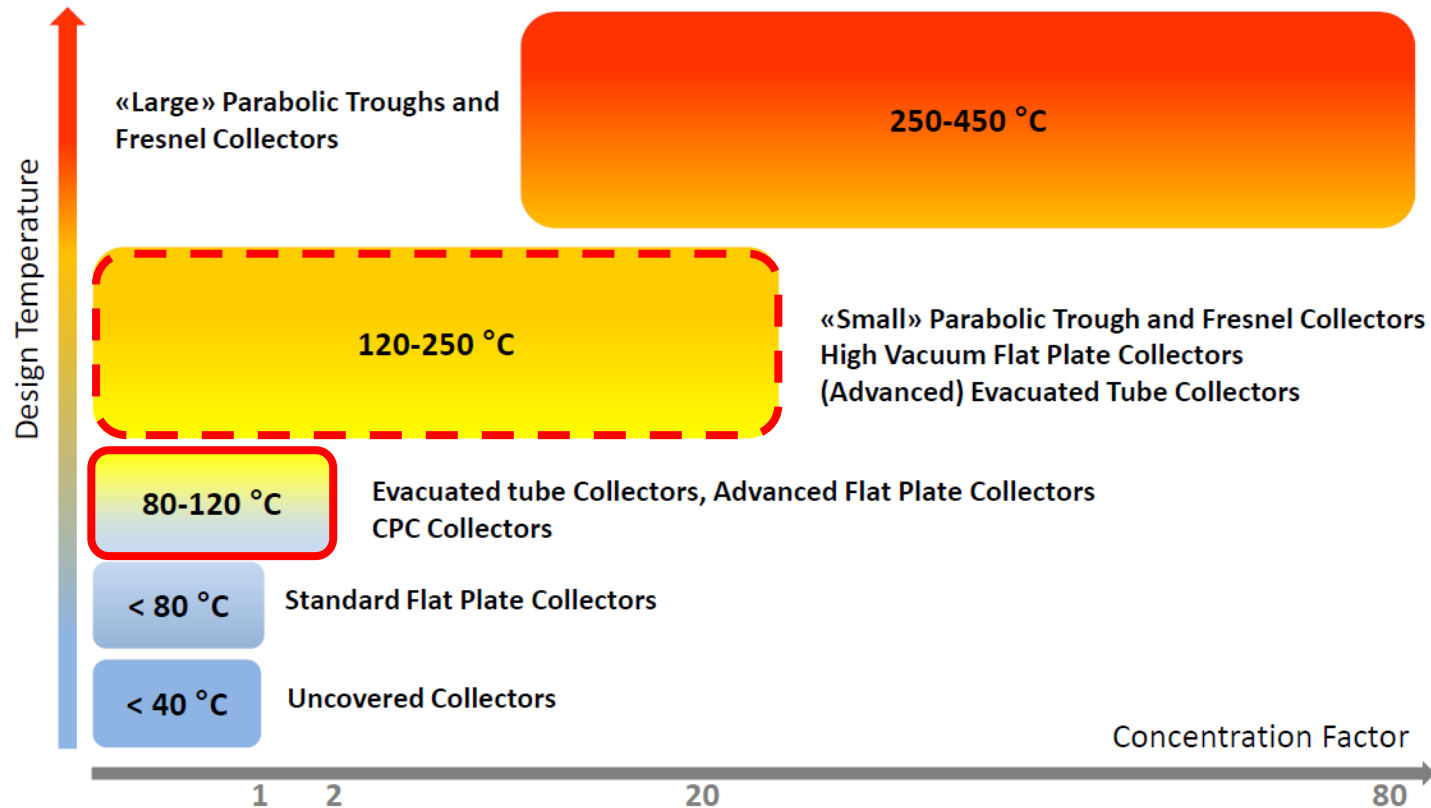 «Large» Parabolic Troughs and
Fresnel Collectors
250-450 °C
Design Temperature
120-250 °C
«Small» Parabolic Trough and Fresnel Collectors
High Vacuum Flat Plate Collectors
(Advanced) Evacuated Tube Collectors
80-120 °C
Evacuated tube Collectors, Advanced Flat Plate Collectors
CPC Collectors
< 80 °C
Standard Flat Plate Collectors
< 40 °C
Uncovered Collectors
Concentration Factor
1 2 20 80